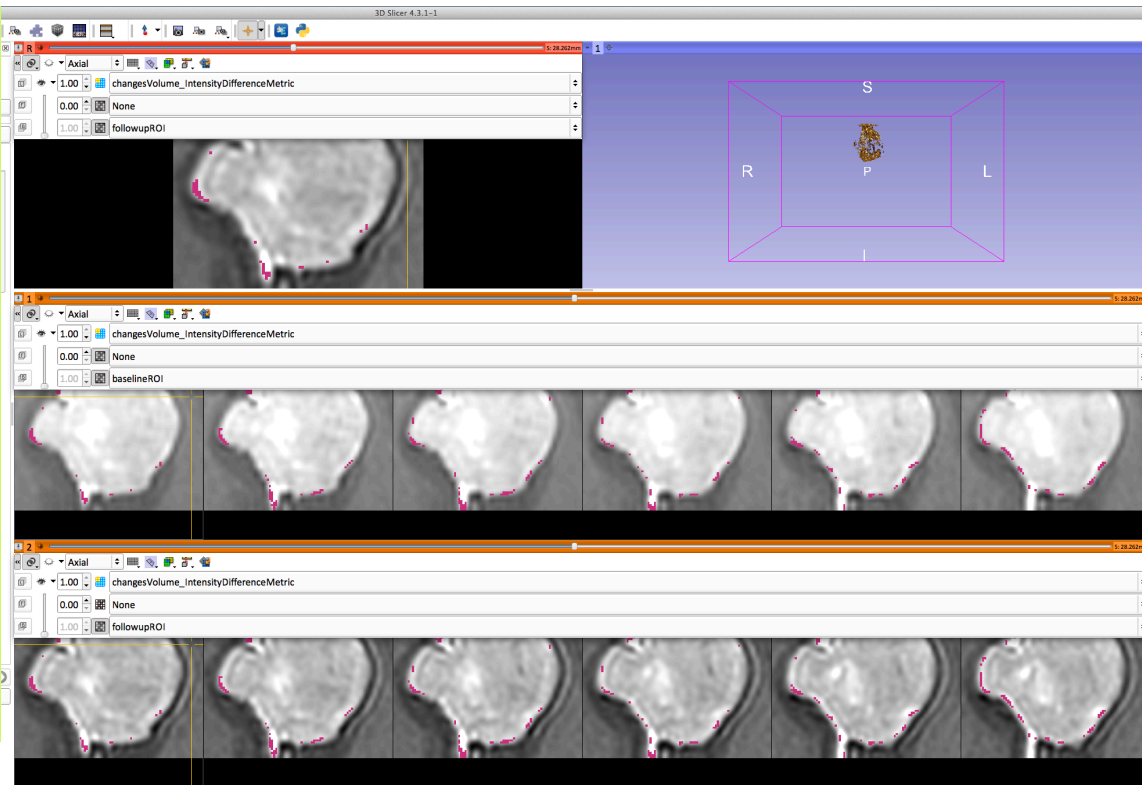 3D Slicer 4.3.1-1
R
S: 28.262mm
1
Axial
1.00
changesVolume_IntensityDifferenceMetric
0.00
None
1.00
followupROI
S
R
P
L
I
1
S: 28.262m
Axial
1.00
changesVolume_IntensityDifferenceMetric
0.00
None
1.00
baselineROI
2
S: 28.262m
Axial
1.00
changesVolume_IntensityDifferenceMetric
0.00
None
1.00
followupROI